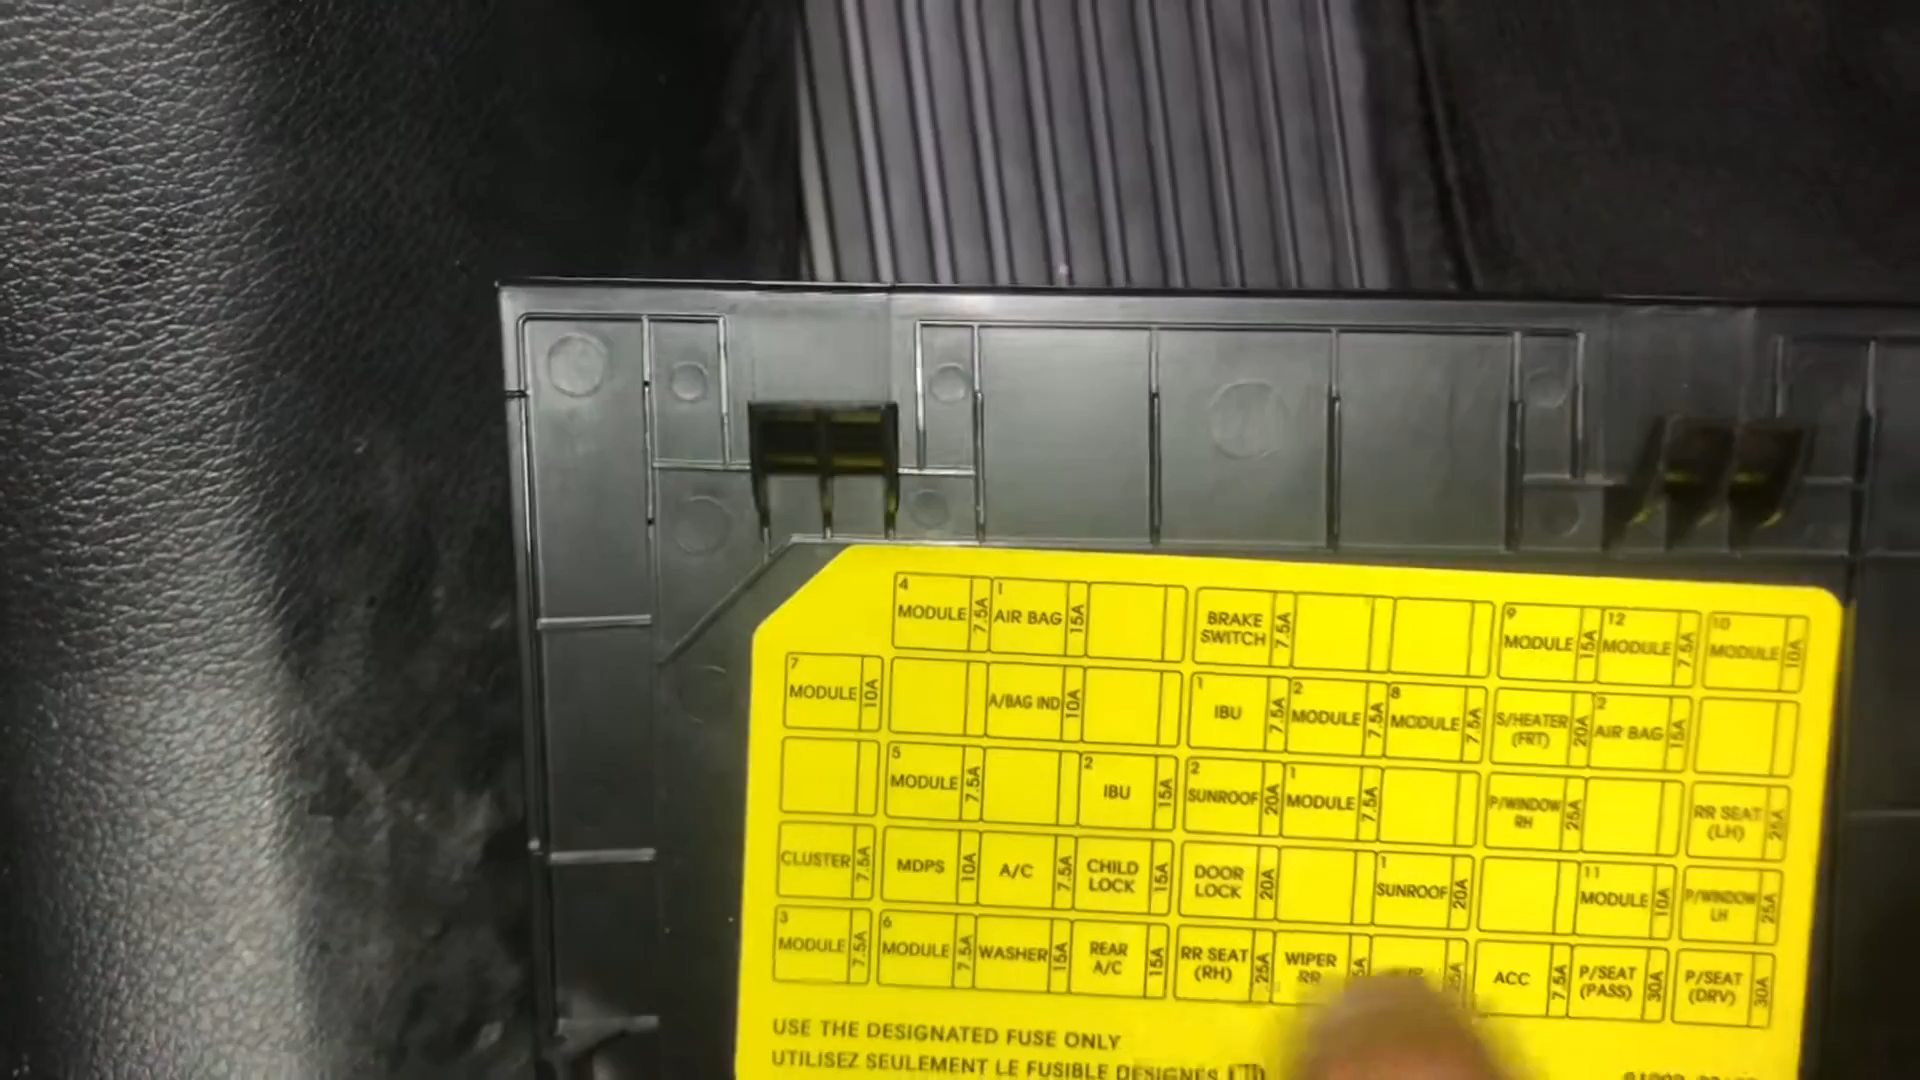 4 MODULE 7.5A 1 AIR BAG 15A BRAKE SWITCH 7.5A 9 MODULE 15A 12 MODULE 7.5A 10 MODULE 10A
7 MODULE 10A A/BAG IND 10A 1 IBU 7.5A 2 MODULE 7.5A 8 MODULE 7.5A S/HEATER (FRT) 20A 2 AIR BAG 15A
5 MODULE 7.5A 2 IBU 15A 2 SUNROOF 20A 1 MODULE 7.5A P/WINDOW RH 25A RR SEAT (LH) 25A
CLUSTER 7.5A MDPS 10A A/C 7.5A CHILD LOCK 15A DOOR LOCK 20A 1 SUNROOF 20A 11 MODULE 10A P/WINDOW LH 25A
3 MODULE 7.5A 6 MODULE 7.5A WASHER 15A REAR A/C 15A RR SEAT (RH) 25A WIPER RR ACC 7.5A P/SEAT (PASS) 30A P/SEAT (DRV) 30A
USE THE DESIGNATED FUSE ONLY
UTILISEZ SEULEMENT LE FUSIBLE DESIGNES